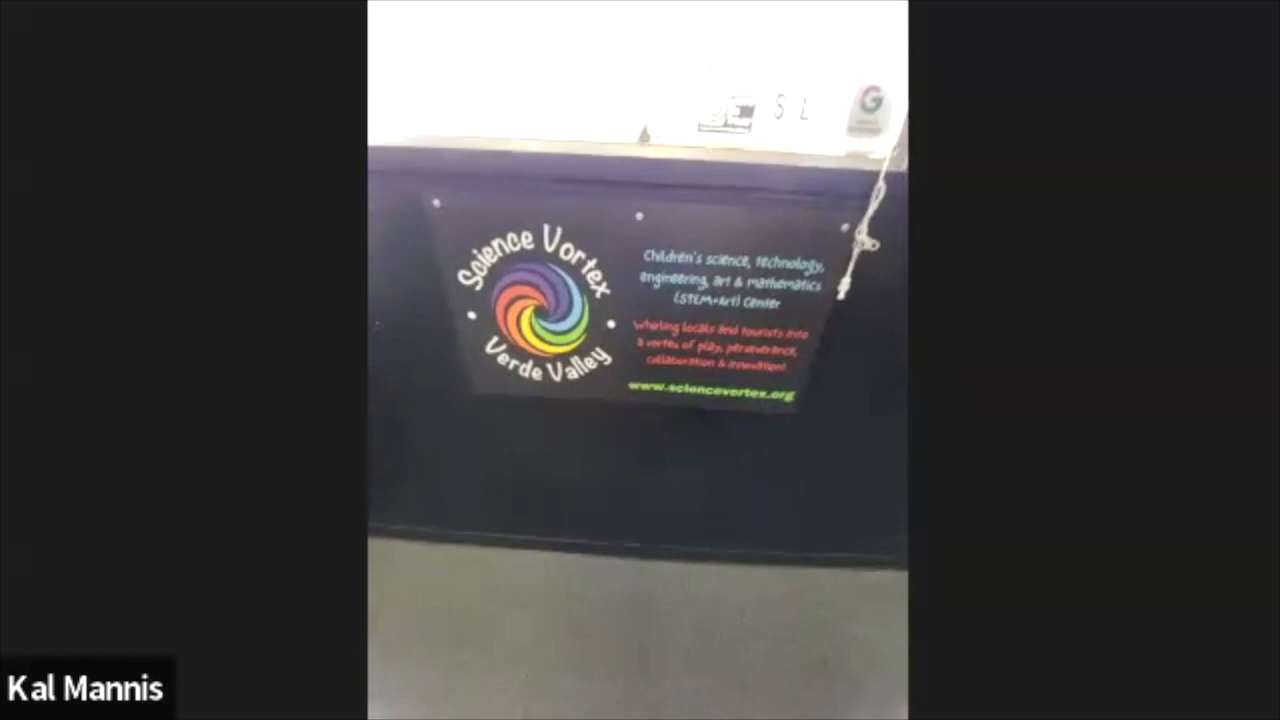 S L
G
Science Vortex
Verde Valley
Children's science, technology,
engineering, art & mathematics
(STEM+Art) Center
Whirling locals and tourists into
a vortex of play, perseverance,
collaboration & innovation!
www.sciencevortex.org
Kal Mannis